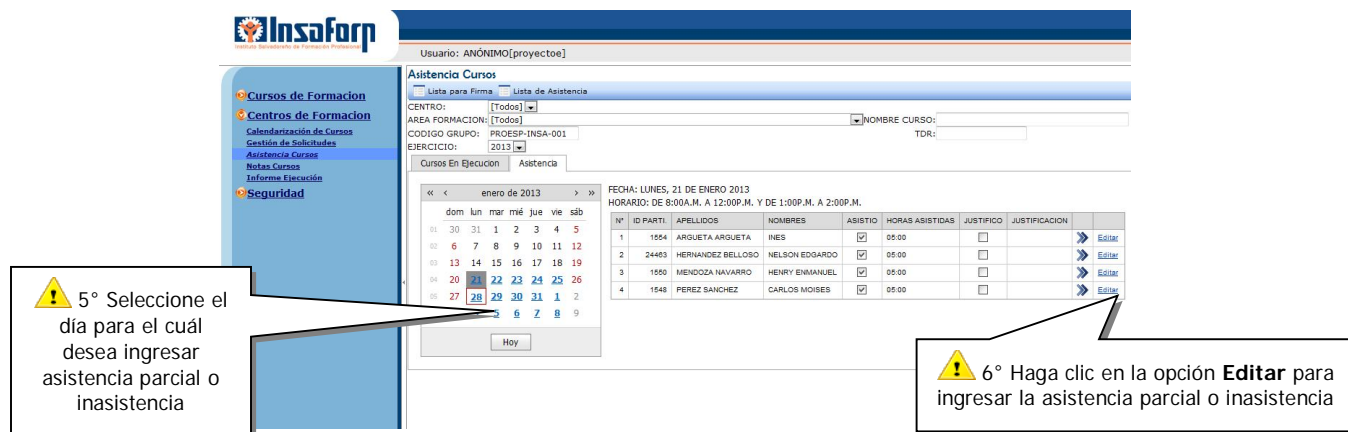 Insaforp
Instituto Salvadoreño de Formación Profesional
Usuario: ANÓNIMO[proyectoe]
Asistencia Cursos
Lista para Firma Lista de Asistencia
CENTRO: [Todos]
AREA FORMACION: [Todos] NOMBRE CURSO:
CODIGO GRUPO: PROESP-INSA-001 TDR:
EJERCICIO: 2013
Cursos En Ejecucion Asistencia
Cursos de Formacion
Centros de Formacion
Calendarización de Cursos
Gestión de Solicitudes
Asistencia Cursos
Notas Cursos
Informe Ejecución
Seguridad
« ‹ enero de 2013 › »
dom lun mar mié jue vie sáb
01 30 31 1 2 3 4 5
02 6 7 8 9 10 11 12
03 13 14 15 16 17 18 19
04 20 21 22 23 24 25 26
05 27 28 29 30 31 1 2
5 6 7 8 9
Hoy
FECHA: LUNES, 21 DE ENERO 2013
HORARIO: DE 8:00A.M. A 12:00P.M. Y DE 1:00P.M. A 2:00P.M.
N° ID PARTI. APELLIDOS NOMBRES ASISTIO HORAS ASISTIDAS JUSTIFICO JUSTIFICACION
1 1554 ARGUETA ARGUETA INES 05:00 Editar
2 24463 HERNANDEZ BELLOSO NELSON EDGARDO 05:00 Editar
3 1550 MENDOZA NAVARRO HENRY ENMANUEL 05:00 Editar
4 1548 PEREZ SANCHEZ CARLOS MOISES 05:00 Editar
5° Seleccione el
día para el cuál
desea ingresar
asistencia parcial o
inasistencia
6° Haga clic en la opción Editar para
ingresar la asistencia parcial o inasistencia